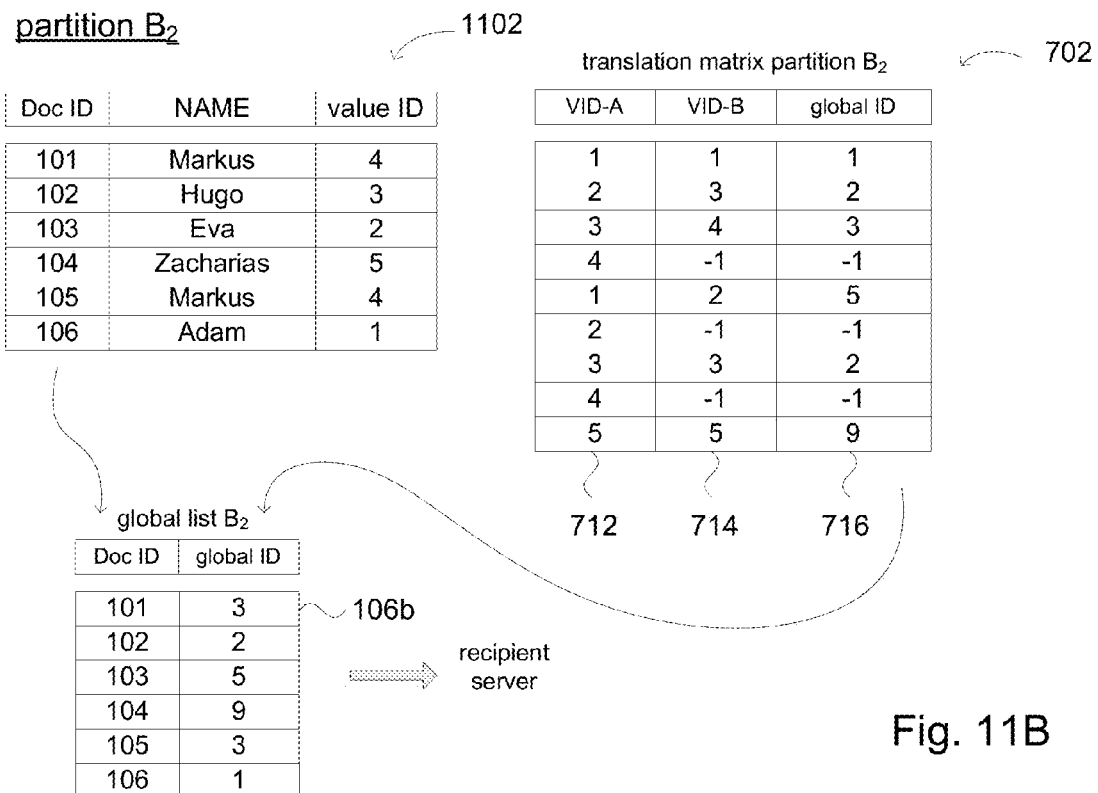 partition B2
1102
Doc ID NAME value ID
101 Markus 4
102 Hugo 3
103 Eva 2
104 Zacharias 5
105 Markus 4
106 Adam 1
702
translation matrix partition B2
VID-A VID-B global ID
1 1 1
2 3 2
3 4 3
4 -1 -1
1 2 5
2 -1 -1
3 3 2
4 -1 -1
5 5 9
712 714 716
global list B2
Doc ID global ID
101 3
102 2
103 5
104 9
105 3
106 1
106b
recipient
server
Fig. 11B